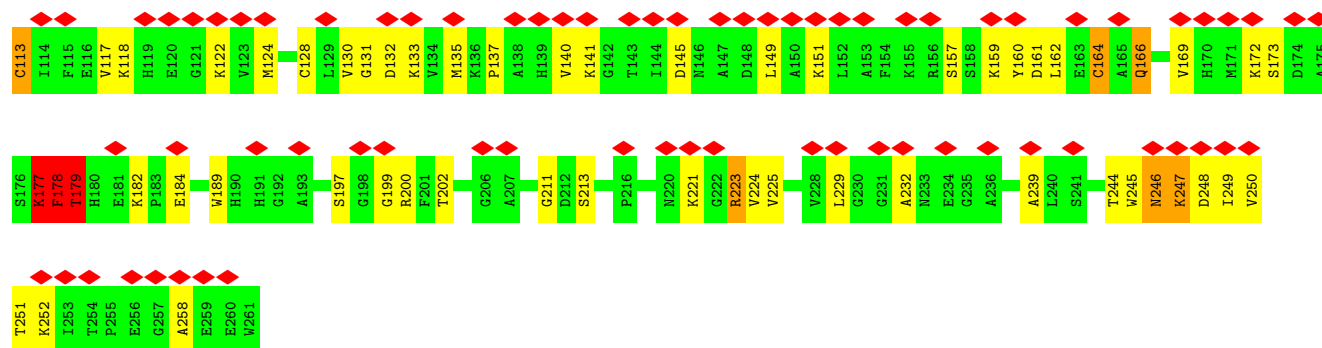 C113 I114 F115 E116 V117 K118 H119 E120 G121 K122 V123 M124 C128 L129 V130 G131 D132 K133 V134 M135 K136 P137 A138 H139 V140 K141 G142 T143 I144 D145 N146 A147 D148 L149 A150 K151 L152 A153 F154 K155 R156 S157 S158 K159 Y160 D161 L162 E163 C164 A165 Q166 V169 H170 M171 K172 S173 D174 A175
S176 K177 F178 T179 H180 E181 K182 P183 E184 W189 H190 H191 G192 A193 S197 G198 G199 R200 F201 T202 G206 A207 G211 D212 S213 P216 N220 K221 G222 R223 V224 V225 V228 L229 G230 G231 A232 N233 E234 G235 A236 A239 L240 S241 T244 W245 N246 K247 D248 I249 V250
T251 K252 I253 T254 P255 E256 G257 A258 E259 E260 W261